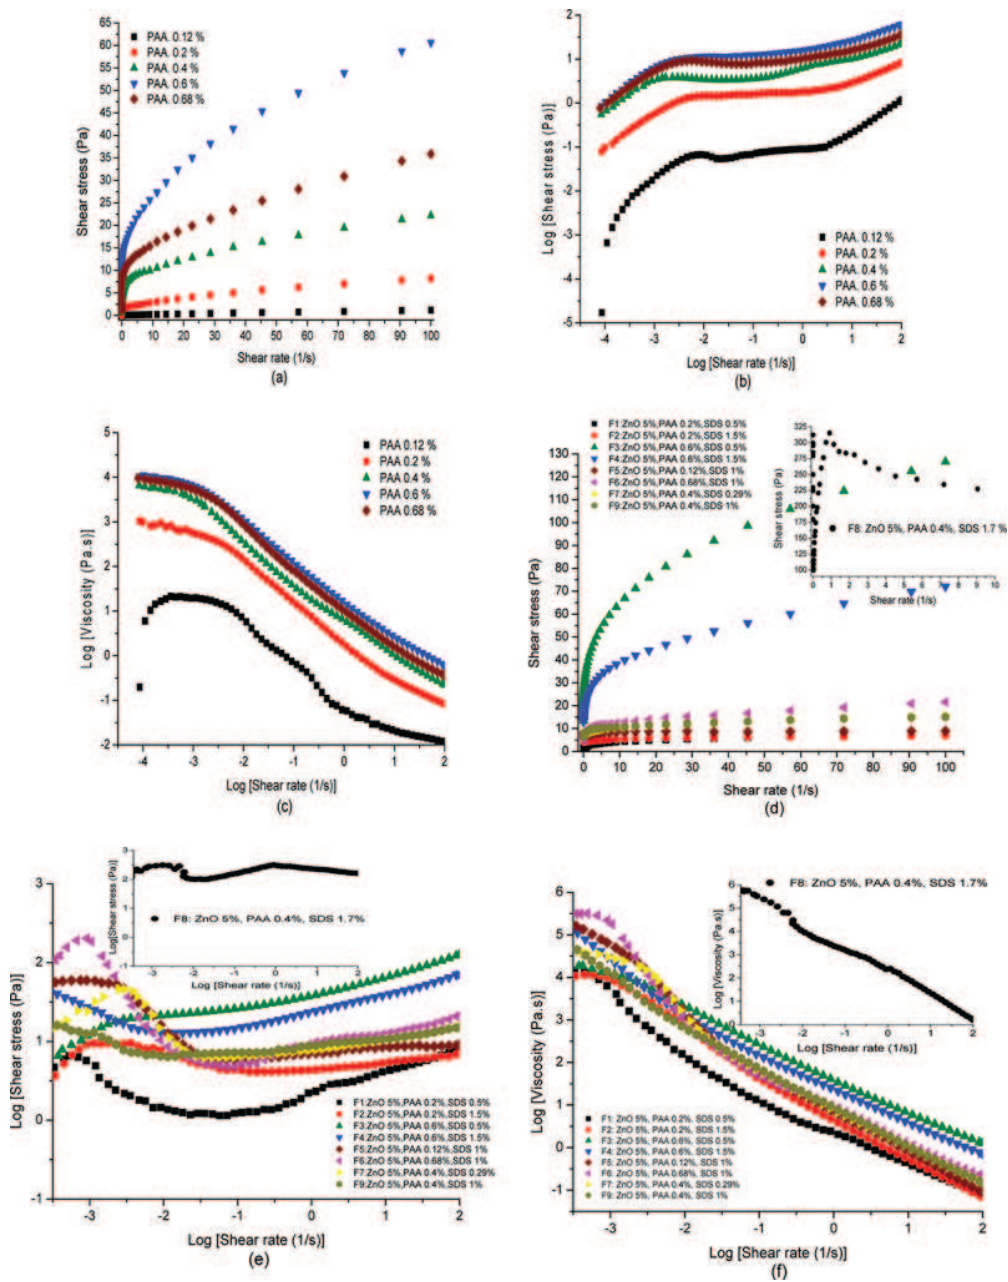 PAA. 0.12 %
PAA. 0.2 %
PAA. 0.4 %
PAA. 0.6 %
PAA. 0.68 %
65
60
55
50
45
40
35
30
25
20
15
10
5
0
Shear stress (Pa)
0 10 20 30 40 50 60 70 80 90 100
Shear rate (1/s)
(a)
2
1
0
-1
-2
-3
-4
-5
Log [Shear stress (Pa)]
PAA. 0.12 %
PAA. 0.2 %
PAA. 0.4 %
PAA. 0.6 %
PAA. 0.68 %
-4 -3 -2 -1 0 1 2
Log [Shear rate (1/s)]
(b)
5
4
3
2
1
0
-1
-2
Log [Viscosity (Pa.s)]
PAA 0.12 %
PAA 0.2 %
PAA 0.4 %
PAA 0.6 %
PAA 0.68 %
-4 -3 -2 -1 0 1 2
Log [Shear rate (1/s)]
(c)
F1:ZnO 5%,PAA 0.2%,SDS 0.5%
F2:ZnO 5%,PAA 0.2%,SDS 1.5%
F3:ZnO 5%,PAA 0.6%,SDS 0.5%
F4:ZnO 5%,PAA 0.6%,SDS 1.5%
F5:ZnO 5%,PAA 0.12%,SDS 1%
F6:ZnO 5%,PAA 0.68%,SDS 1%
F7:ZnO 5%,PAA 0.4%,SDS 0.29%
F9:ZnO 5%,PAA 0.4%,SDS 1%
130
120
110
100
90
80
70
60
50
40
30
20
10
0
Shear stress (Pa)
325
300
275
250
225
200
175
150
125
100
Shear stress (Pa)
F8: ZnO 5%, PAA 0.4%, SDS 1.7 %
0 1 2 3 4 5 6 7 8 9 10
Shear rate (1/s)
0 10 20 30 40 50 60 70 80 90 100
Shear rate (1/s)
(d)
3
2
1
0
-1
Log [Shear stress (Pa)]
3
2
1
0
-1
Log[Shear stress (Pa)]
F8: ZnO 5%, PAA 0.4%, SDS 1.7%
-3 -2 -1 0 1 2
Log [Shear rate (1/s)]
F1:ZnO 5%,PAA 0.2%,SDS 0.5%
F2:ZnO 5%,PAA 0.2%,SDS 1.5%
F3:ZnO 5%,PAA 0.6%,SDS 0.5%
F4:ZnO 5%,PAA 0.6%,SDS 1.5%
F5:ZnO 5%,PAA 0.12%,SDS 1%
F6:ZnO 5%,PAA 0.68%,SDS 1%
F7:ZnO 5%,PAA 0.4%,SDS 0.29%
F9:ZnO 5%,PAA 0.4%,SDS 1%
-3 -2 -1 0 1 2
Log [Shear rate (1/s)]
(e)
6
5
4
3
2
1
0
-1
Log [Viscosity (Pa.s)]
F8: ZnO 5%, PAA 0.4%, SDS 1.7%
6
5
4
3
2
1
0
Log [Viscosity (Pa.s)]
-3 -2 -1 0 1 2
Log [Shear rate (1/s)]
F1: ZnO 5%, PAA 0.2%, SDS 0.5%
F2: ZnO 5%, PAA 0.2%, SDS 1.5%
F3: ZnO 5%, PAA 0.6%, SDS 0.5%
F4: ZnO 5%, PAA 0.6%, SDS 1.5%
F5: ZnO 5%, PAA 0.12%, SDS 1%
F6: ZnO 5%, PAA 0.68%, SDS 1%
F7: ZnO 5%, PAA 0.4%, SDS 0.29%
F9: ZnO 5%, PAA 0.4%, SDS 1%
-3 -2 -1 0 1 2
Log [Shear rate (1/s)]
(f)